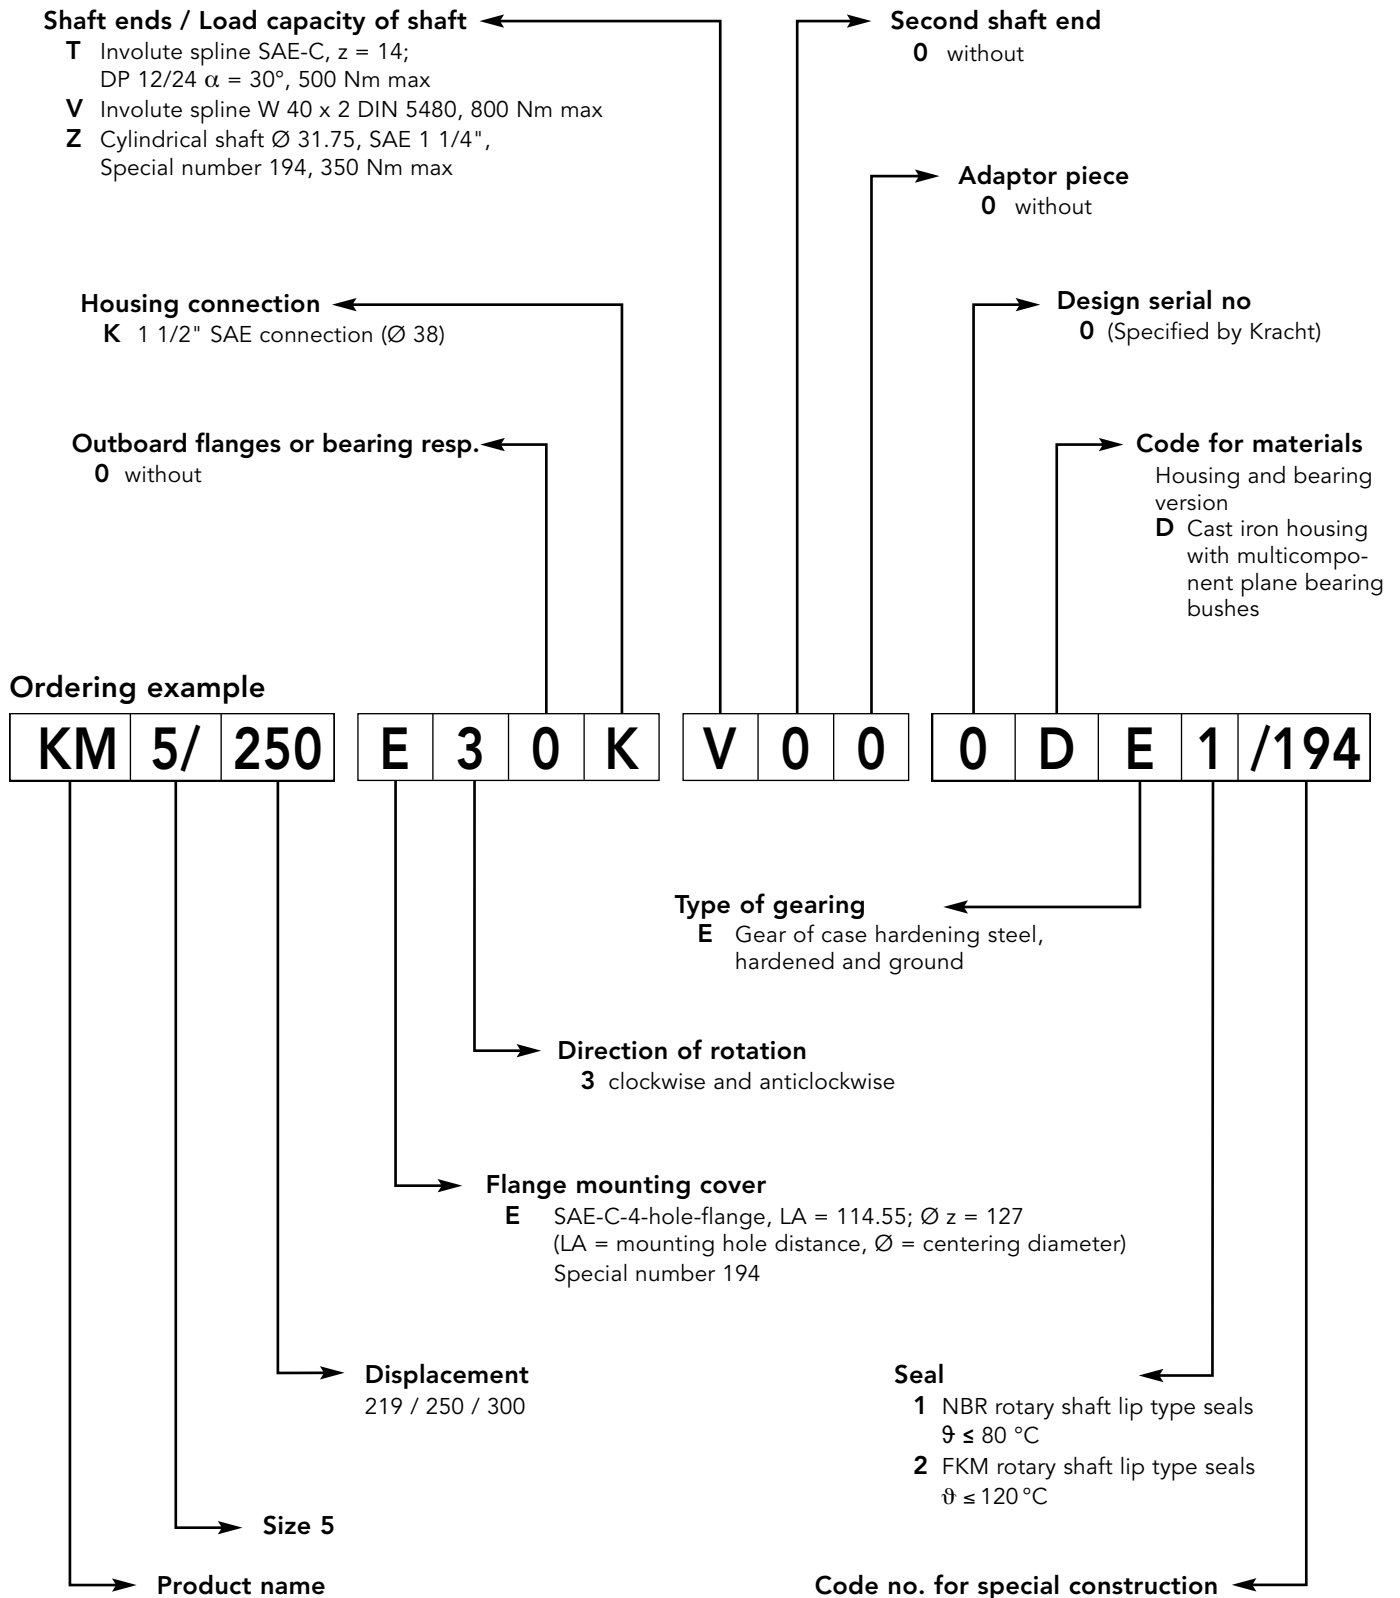 Shaft ends / Load capacity of shaft
T Involute spline SAE-C, z = 14;
DP 12/24 α = 30°, 500 Nm max
V Involute spline W 40 x 2 DIN 5480, 800 Nm max
Z Cylindrical shaft Ø 31.75, SAE 1 1/4",
Special number 194, 350 Nm max
Second shaft end
0 without
Adaptor piece
0 without
Housing connection
K 1 1/2" SAE connection (Ø 38)
Design serial no
0 (Specified by Kracht)
Outboard flanges or bearing resp.
0 without
Code for materials
Housing and bearing
version
D Cast iron housing
with multicompo-
nent plane bearing
bushes
Ordering example
KM 5/ 250 E 3 0 K V 0 0 0 D E 1 /194
Type of gearing
E Gear of case hardening steel,
hardened and ground
Direction of rotation
3 clockwise and anticlockwise
Flange mounting cover
E SAE-C-4-hole-flange, LA = 114.55; Ø z = 127
(LA = mounting hole distance, Ø = centering diameter)
Special number 194
Displacement
219 / 250 / 300
Seal
1 NBR rotary shaft lip type seals
ϑ ≤ 80 °C
2 FKM rotary shaft lip type seals
ϑ ≤ 120 °C
Size 5
Product name
Code no. for special construction